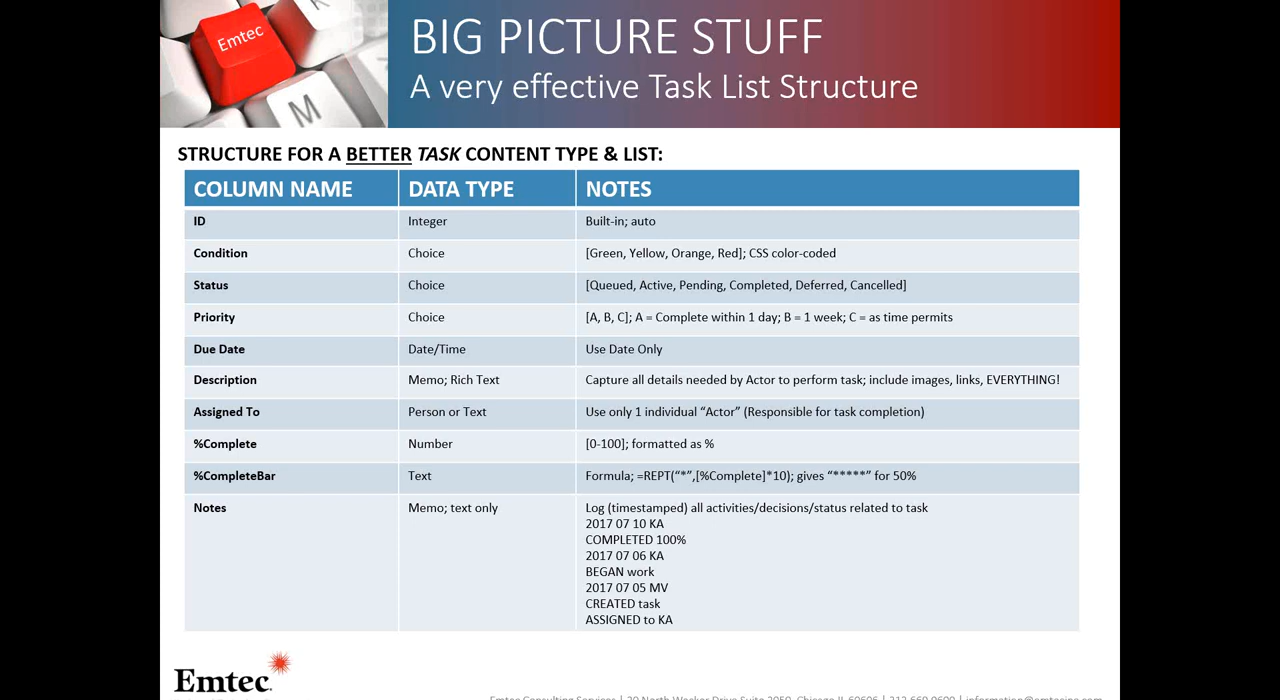 Emtec
K
M
BIG PICTURE STUFF
A very effective Task List Structure
STRUCTURE FOR A BETTER TASK CONTENT TYPE & LIST:
COLUMN NAME DATA TYPE NOTES
ID Integer Built-in; auto
Condition Choice [Green, Yellow, Orange, Red]; CSS color-coded
Status Choice [Queued, Active, Pending, Completed, Deferred, Cancelled]
Priority Choice [A, B, C]; A = Complete within 1 day; B = 1 week; C = as time permits
Due Date Date/Time Use Date Only
Description Memo; Rich Text Capture all details needed by Actor to perform task; include images, links, EVERYTHING!
Assigned To Person or Text Use only 1 individual “Actor” (Responsible for task completion)
%Complete Number [0-100]; formatted as %
%CompleteBar Text Formula; =REPT(“*”,[%Complete]*10); gives “*****” for 50%
Notes Memo; text only Log (timestamped) all activities/decisions/status related to task
2017 07 10 KA
COMPLETED 100%
2017 07 06 KA
BEGAN work
2017 07 05 MV
CREATED task
ASSIGNED to KA
Emtec